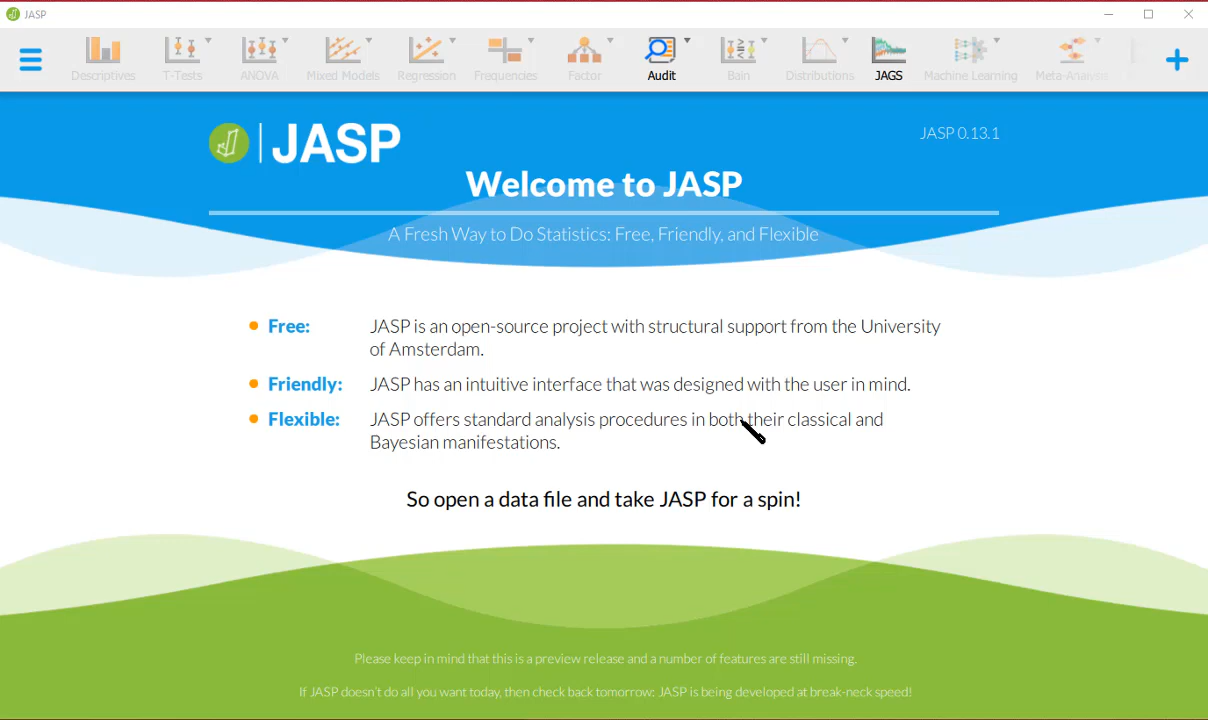 JASP
Descriptives T-Tests ANOVA Mixed Models Regression Frequencies Factor Audit Bain Distributions JAGS Machine Learning Meta-Analysis
JASP
JASP 0.13.1
Welcome to JASP
A Fresh Way to Do Statistics: Free, Friendly, and Flexible
Free: JASP is an open-source project with structural support from the University
of Amsterdam.
Friendly: JASP has an intuitive interface that was designed with the user in mind.
Flexible: JASP offers standard analysis procedures in both their classical and
Bayesian manifestations.
So open a data file and take JASP for a spin!
Please keep in mind that this is a preview release and a number of features are still missing.
If JASP doesn't do all you want today, then check back tomorrow: JASP is being developed at break-neck speed!